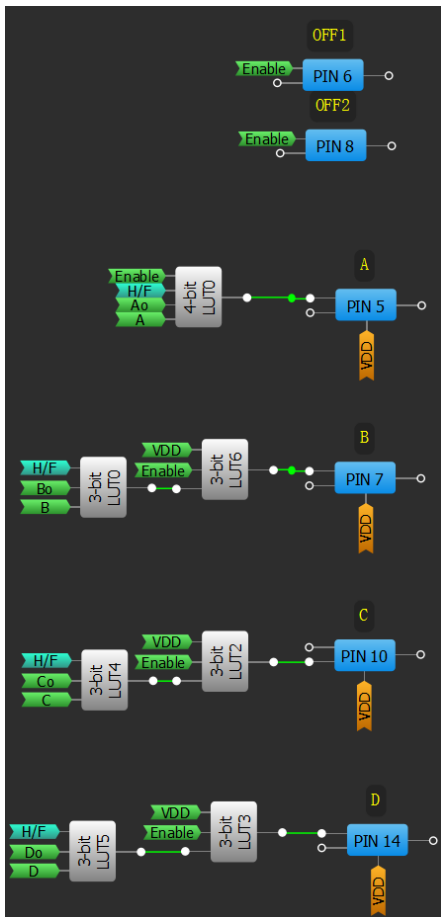 OFF1
Enable
PIN 6
OFF2
Enable
PIN 8
A
Enable
H/F
Ao
A
4-bit
LUT0
PIN 5
VDD
B
VDD
Enable
3-bit
LUT6
H/F
Bo
B
3-bit
LUT0
PIN 7
VDD
C
VDD
Enable
3-bit
LUT2
H/F
Co
C
3-bit
LUT4
PIN 10
VDD
D
VDD
Enable
3-bit
LUT3
H/F
Do
D
3-bit
LUT5
PIN 14
VDD